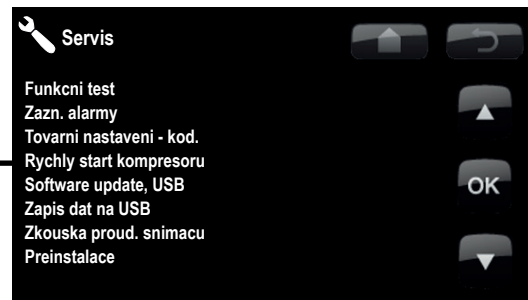 Servis
Funkcni test
Zazn. alarmy
Tovarni nastaveni - kod.
Rychly start kompresoru
Software update, USB
OK
Zapis dat na USB
Zkouska proud. snimacu
Preinstalace